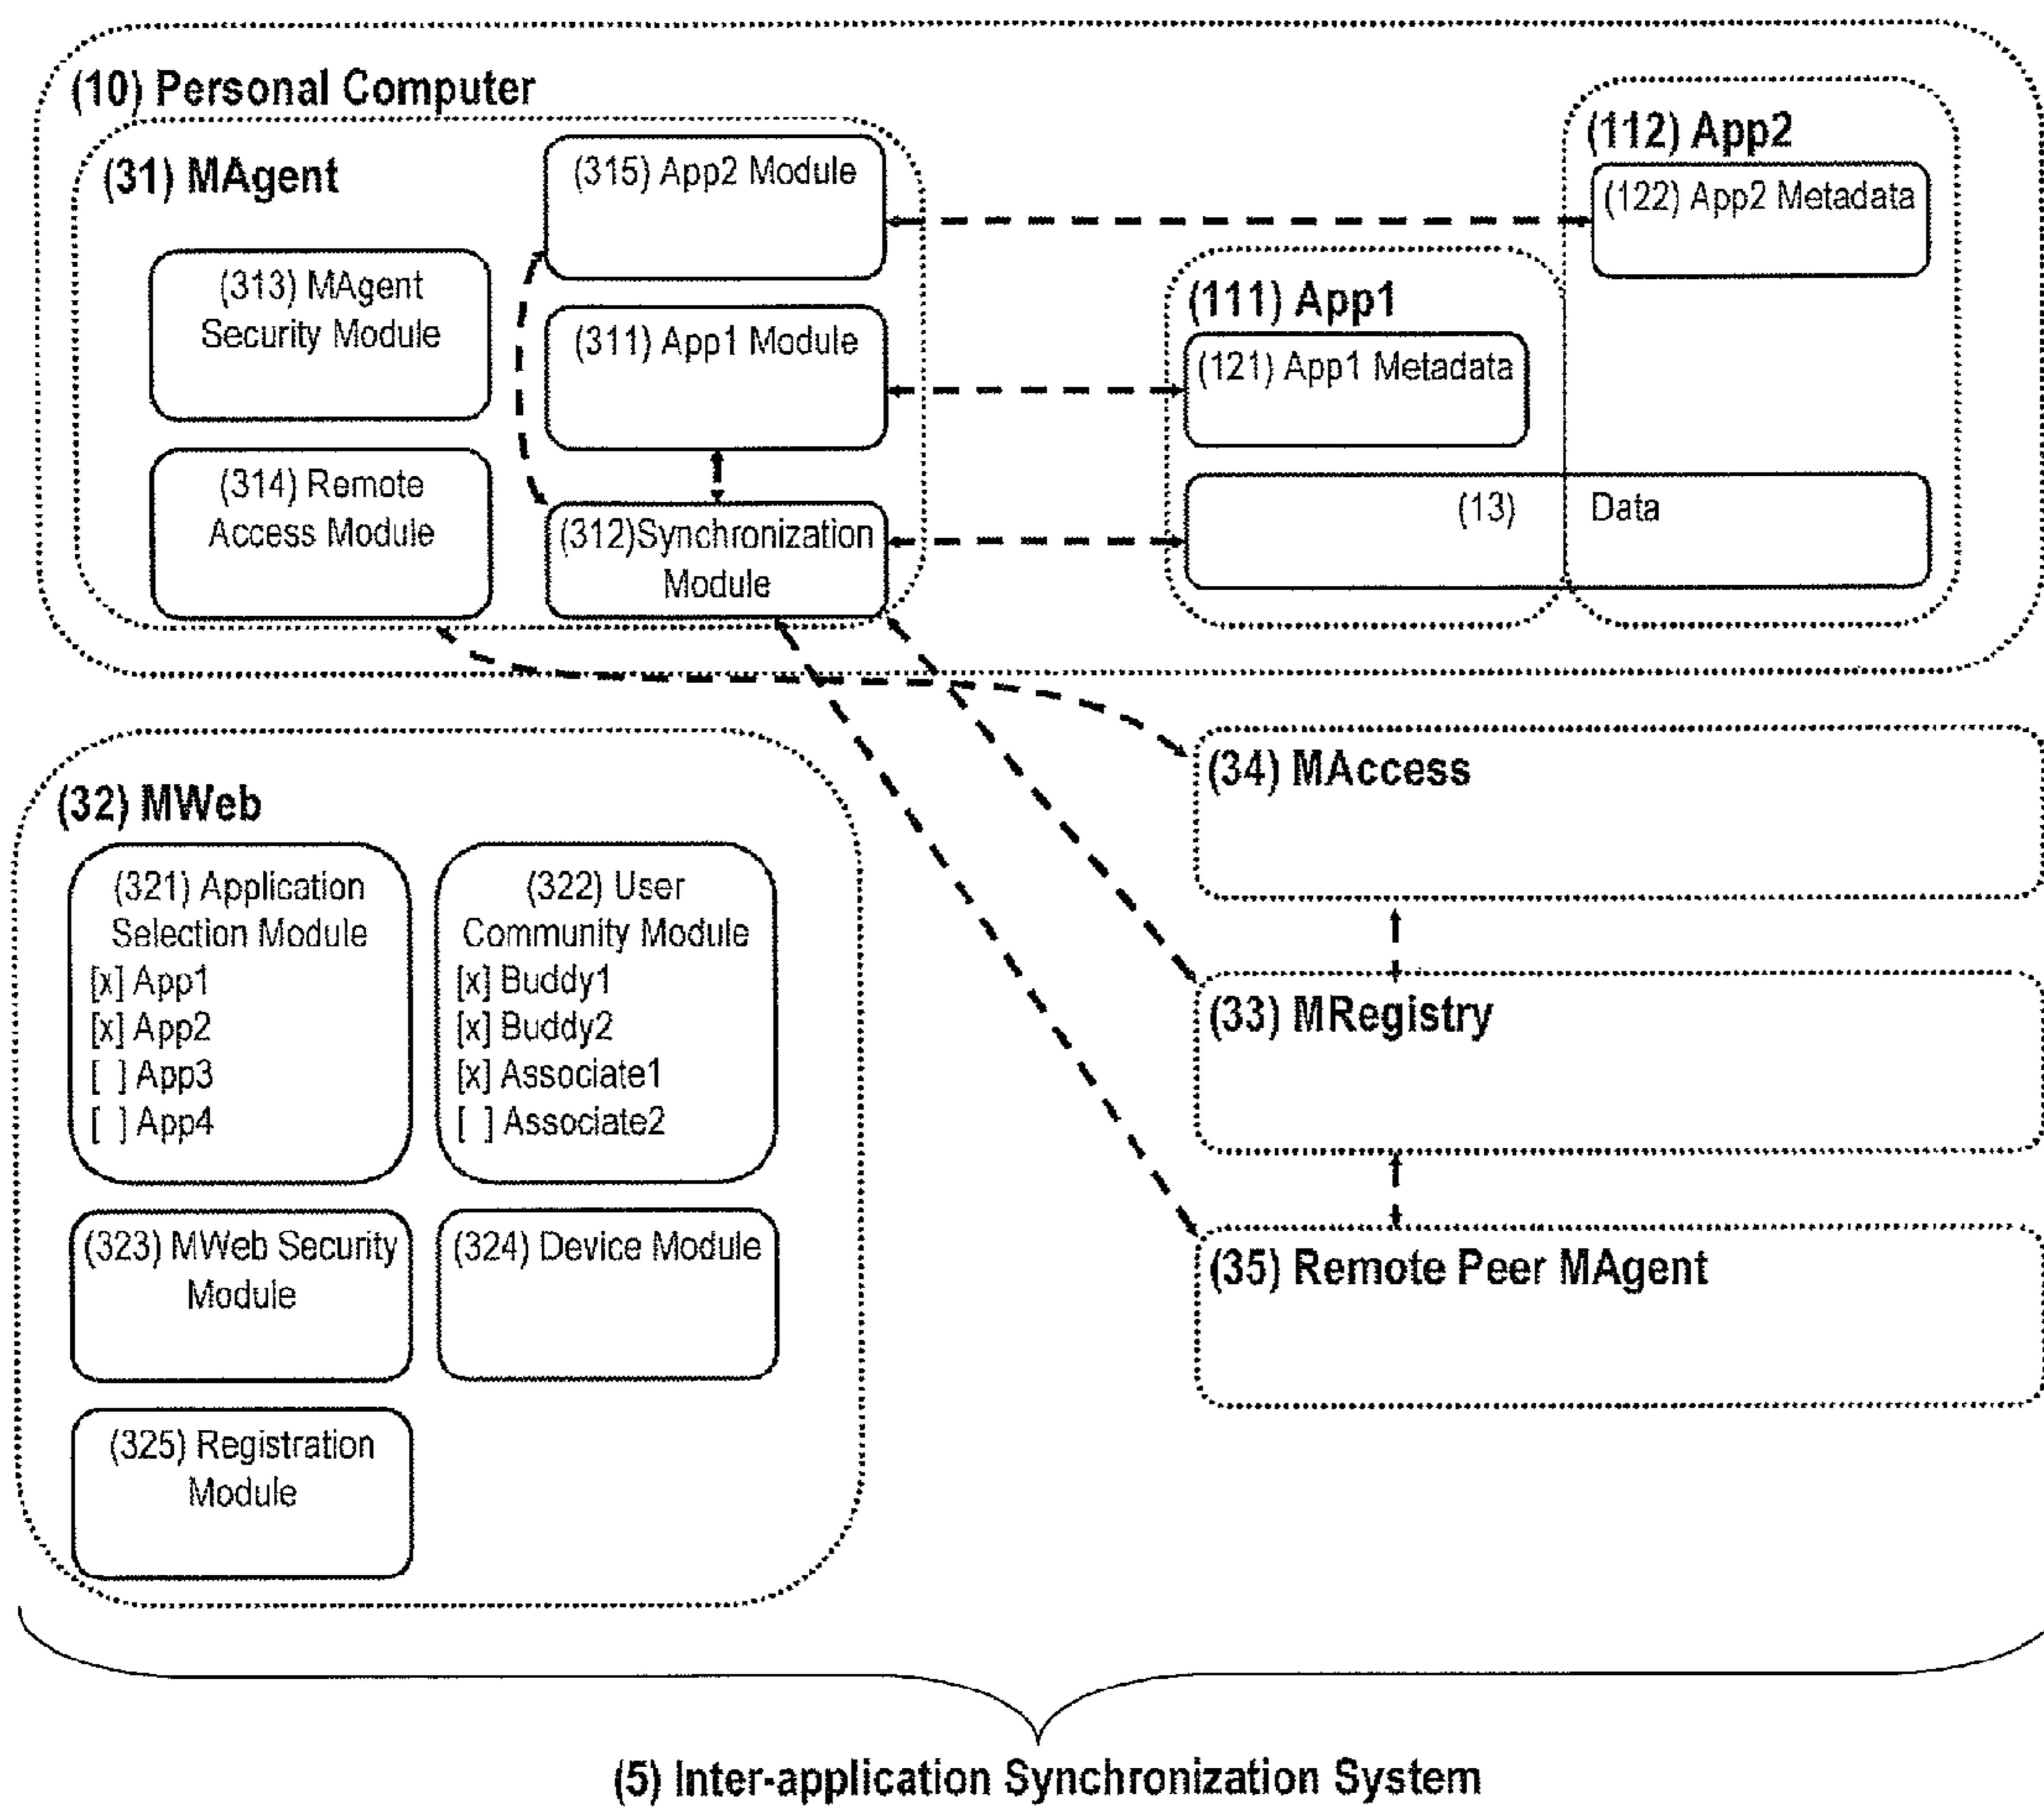 (10) Personal Computer
(31) MAgent
(315) App2 Module
(313) MAgent
Security Module
(311) App1 Module
(314) Remote
Access Module
(312)Synchronization
Module
(112) App2
(122) App2 Metadata
(111) App1
(121) App1 Metadata
(13) Data
(32) MWeb
(321) Application
Selection Module
[x] App1
[x] App2
[ ] App3
[ ] App4
(322) User
Community Module
[x] Buddy1
[x] Buddy2
[x] Associate1
[ ] Associate2
(323) MWeb Security
Module
(324) Device Module
(325) Registration
Module
(34) MAccess
(33) MRegistry
(35) Remote Peer MAgent
(5) Inter-application Synchronization System